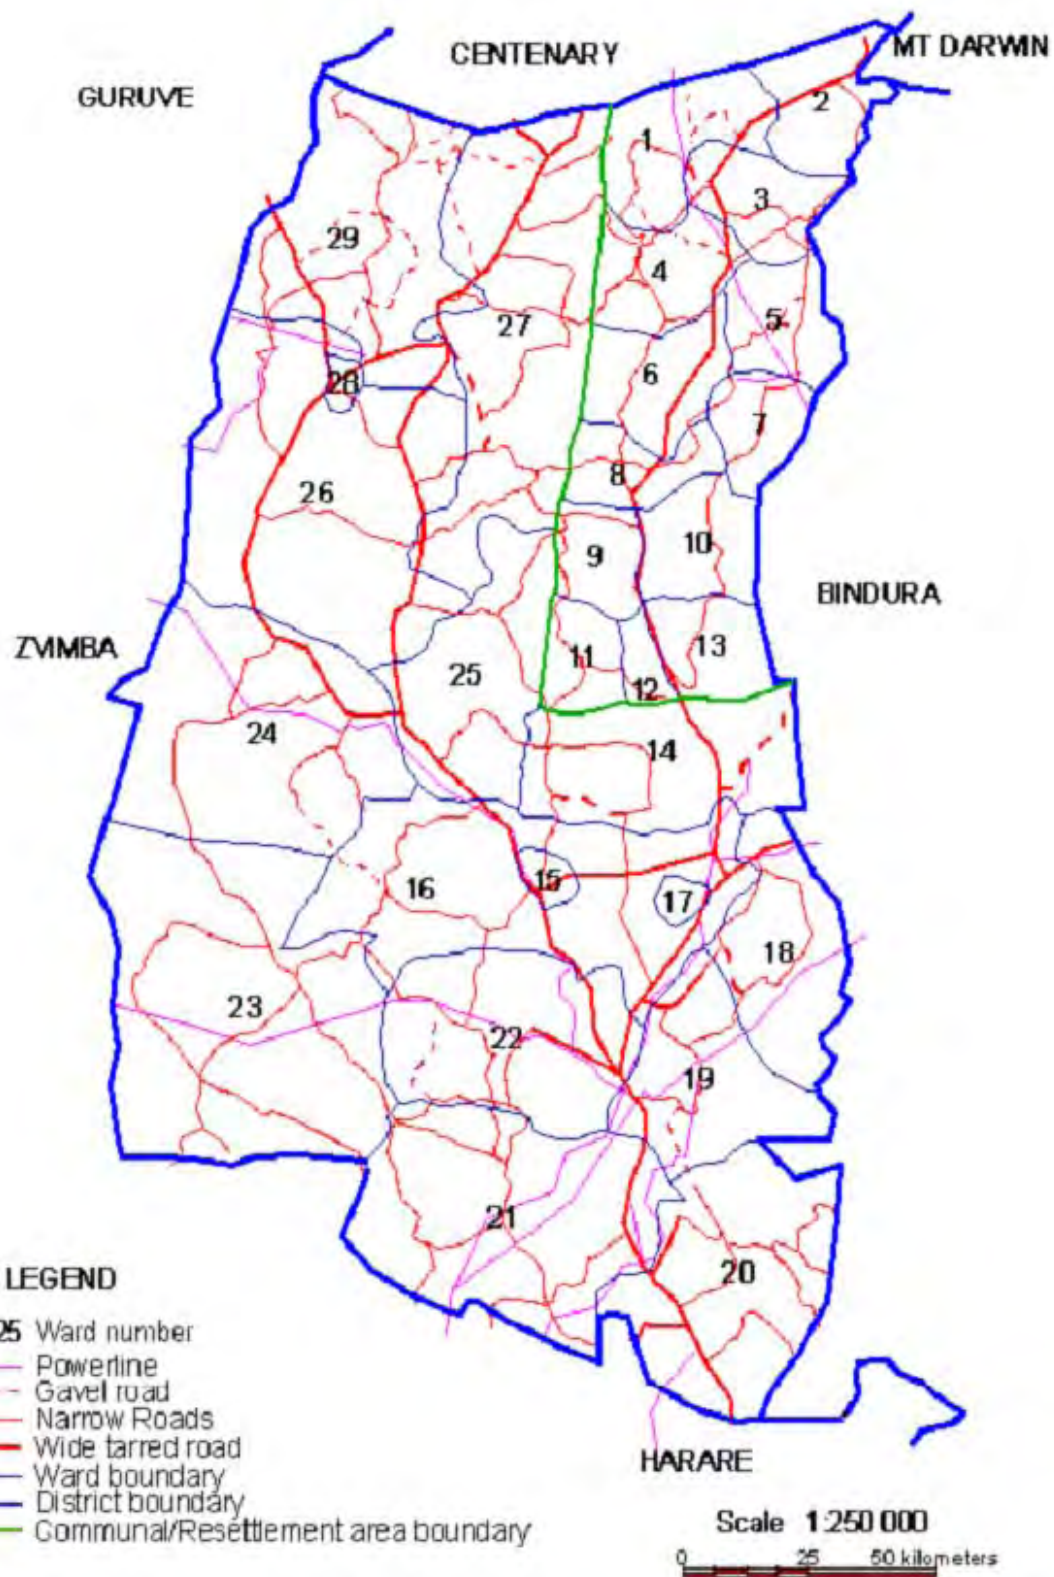 CENTENARY
MT DARWIN
GURUVE
2
1
3
29
4
27
5
6
28
7
8
26
9
10
BINDURA
ZVIMBA
11
13
25
12
24
14
15
16
17
18
23
22
19
21
20
LEGEND
25 Ward number
Powerline
Gavel road
Narrow Roads
Wide tarred road
Ward boundary
District boundary
Communal/Resettlement area boundary
HARARE
Scale 1:250 000
0 25 50 kilometers